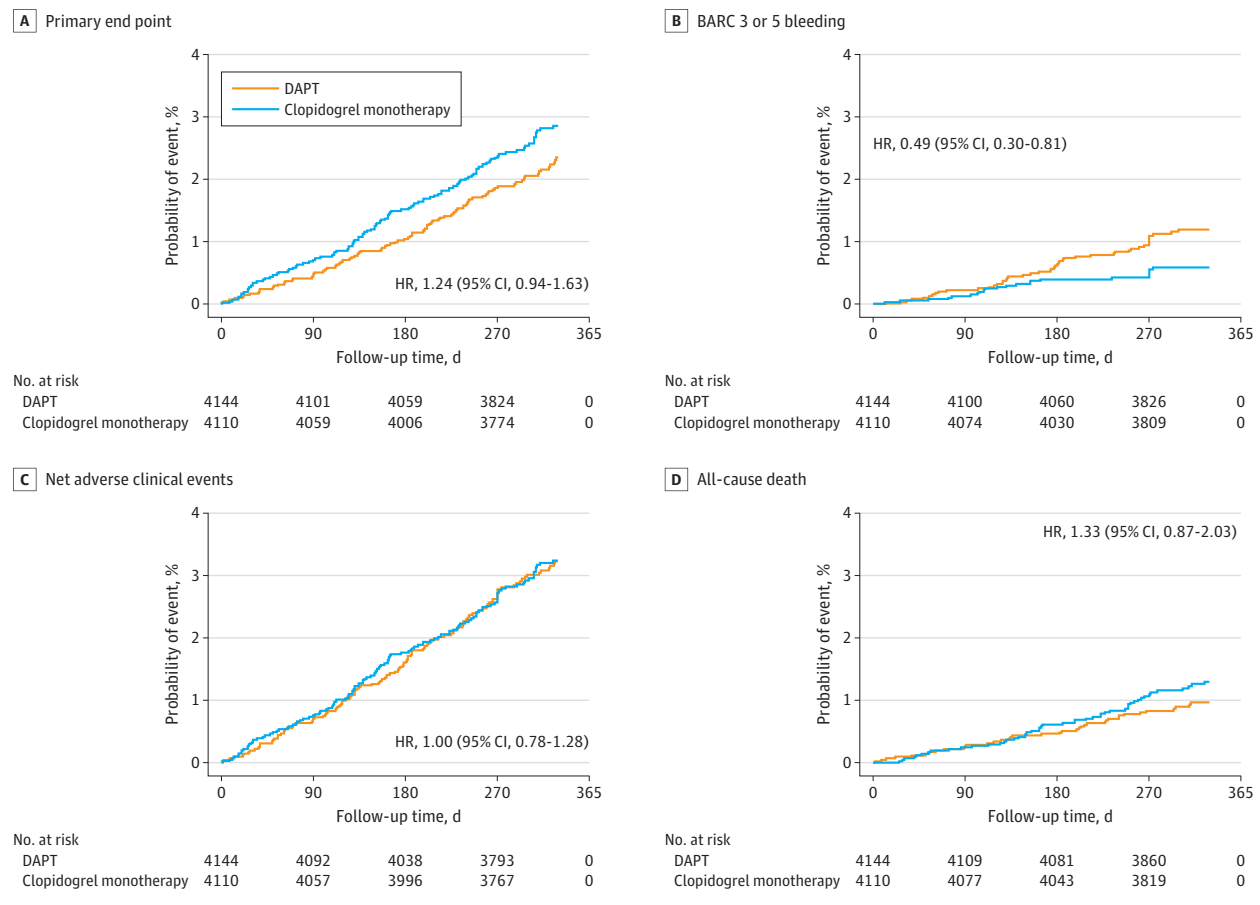 A Primary end point
4
3
2
1
0
Probability of event, %
DAPT
Clopidogrel monotherapy
HR, 1.24 (95% CI, 0.94-1.63)
0 90 180 270 365
Follow-up time, d
No. at risk
DAPT 4144 4101 4059 3824 0
Clopidogrel monotherapy 4110 4059 4006 3774 0
B BARC 3 or 5 bleeding
4
3
2
1
0
Probability of event, %
HR, 0.49 (95% CI, 0.30-0.81)
0 90 180 270 365
Follow-up time, d
No. at risk
DAPT 4144 4100 4060 3826 0
Clopidogrel monotherapy 4110 4074 4030 3809 0
C Net adverse clinical events
4
3
2
1
0
Probability of event, %
HR, 1.00 (95% CI, 0.78-1.28)
0 90 180 270 365
Follow-up time, d
No. at risk
DAPT 4144 4092 4038 3793 0
Clopidogrel monotherapy 4110 4057 3996 3767 0
D All-cause death
4
3
2
1
0
Probability of event, %
HR, 1.33 (95% CI, 0.87-2.03)
0 90 180 270 365
Follow-up time, d
No. at risk
DAPT 4144 4109 4081 3860 0
Clopidogrel monotherapy 4110 4077 4043 3819 0